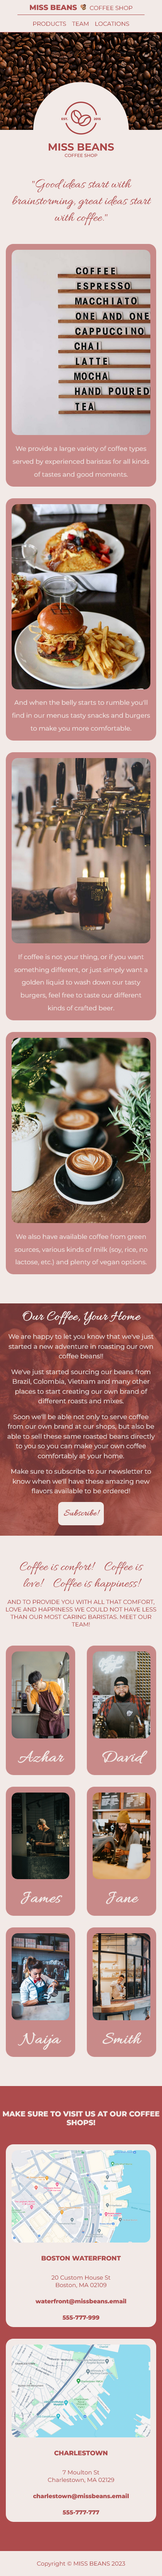 MISS BEANS COFFEE SHOP
PRODUCTS TEAM LOCATIONS
EST. 2016
MISS BEANS
COFFEE SHOP
"Good ideas start with
brainstorming, great ideas start
with coffee."
COFFEE
ESPRESSO
MACCHIATO
ONE AND ONE
CAPPUCCINO
CHAI
LATTE
MOCHA
HAND POURED
TEA
We provide a large variety of coffee types
served by experienced baristas for all kinds
of tastes and good moments.
And when the belly starts to rumble you'll
find in our menus tasty snacks and burgers
to make you more comfortable.
If coffee is not your thing, or if you want
something different, or just simply want a
golden liquid to wash down our tasty
burgers, feel free to taste our different
kinds of crafted beer.
We also have available coffee from green
sources, various kinds of milk (soy, rice, no
lactose, etc.) and plenty of vegan options.
Our Coffee, Your Home
We are happy to let you know that we've just
started a new adventure in roasting our own
coffee beans!!
We've just started sourcing our beans from
Brazil, Colombia, Vietnam and many other
places to start creating our own brand of
different roasts and mixes.
Soon we'll be able not only to serve coffee
from our own brand at our shops, but also be
able to sell these same roasted beans directly
to you so you can make your own coffee
comfortably at your home.
Make sure to subscribe to our newsletter to
know when we'll have these amazing new
flavors available to be ordered!
Subscribe!
Coffee is confort! Coffee is
love! Coffee is happiness!
AND TO PROVIDE YOU WITH ALL THAT COMFORT,
LOVE AND HAPPINESS WE COULD NOT HAVE LESS
THAN OUR MOST CARING BARISTAS. MEET OUR
TEAM!
Azhar
David
James
Jane
Naija
Smith
MAKE SURE TO VISIT US AT OUR COFFEE
SHOPS!
BOSTON WATERFRONT
20 Custom House St
Boston, MA 02109
waterfront@missbeans.email
555-777-999
CHARLESTOWN
7 Moulton St
Charlestown, MA 02129
charlestown@missbeans.email
555-777-777
Copyright © MISS BEANS 2023